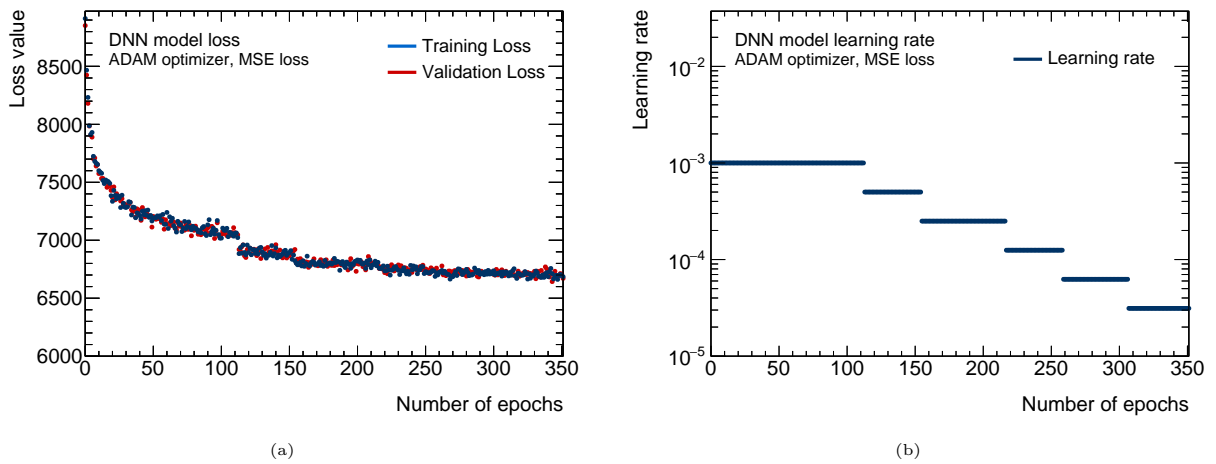 Loss value
DNN model loss
ADAM optimizer, MSE loss
Training Loss
Validation Loss
8500
8000
7500
7000
6500
6000
0 50 100 150 200 250 300 350
Number of epochs
(a)
Learning rate
DNN model learning rate
ADAM optimizer, MSE loss
Learning rate
10⁻²
10⁻³
10⁻⁴
10⁻⁵
0 50 100 150 200 250 300 350
Number of epochs
(b)